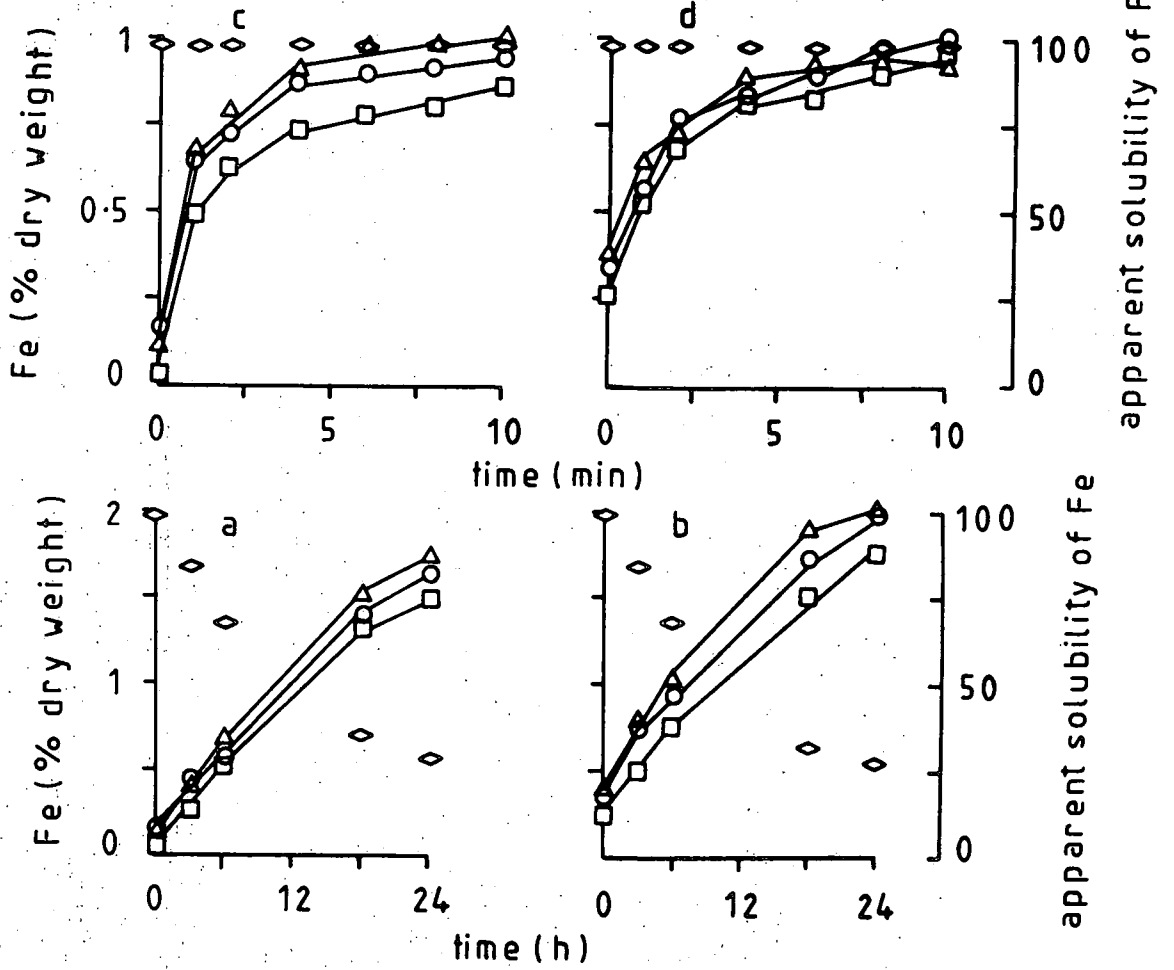 c
d
Fe (% dry weight)
1
0·5
0
100
50
0
apparent solubility of F
0
5
10
0
5
10
time (min)
a
b
Fe (% dry weight)
2
1
0
100
50
0
apparent solubility of Fe
0
12
24
0
12
24
time (h)